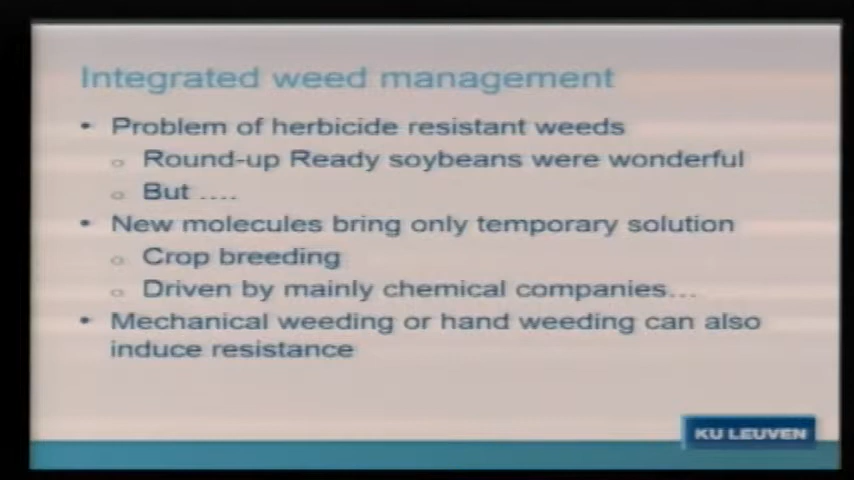 Integrated weed management
• Problem of herbicide resistant weeds
o Round-up Ready soybeans were wonderful
o But ....
• New molecules bring only temporary solution
o Crop breeding
o Driven by mainly chemical companies...
• Mechanical weeding or hand weeding can also
induce resistance
KU LEUVEN